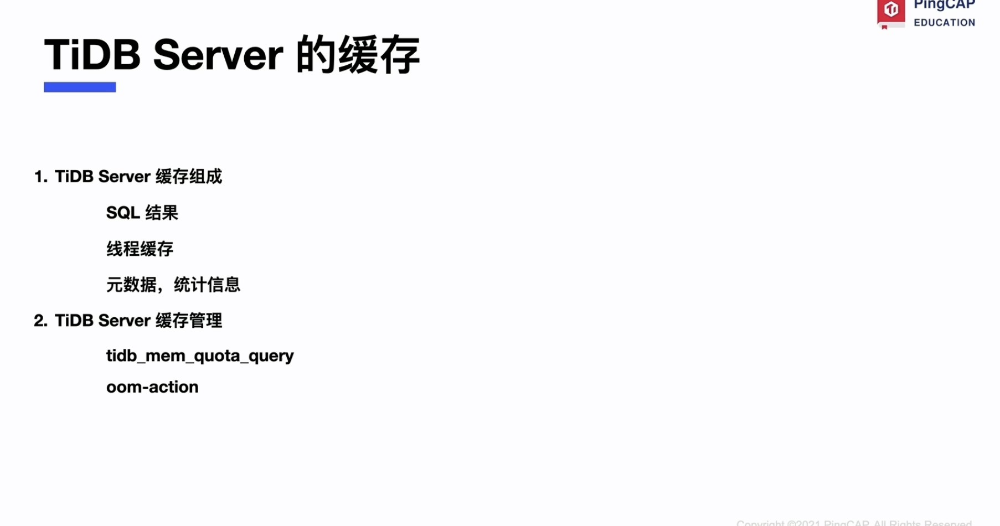 PingCAP
EDUCATION
TiDB Server 的缓存
1. TiDB Server 缓存组成
SQL 结果
线程缓存
元数据，统计信息
2. TiDB Server 缓存管理
tidb_mem_quota_query
oom-action
Copyright ©2021 PingCAP. All Rights Reserved